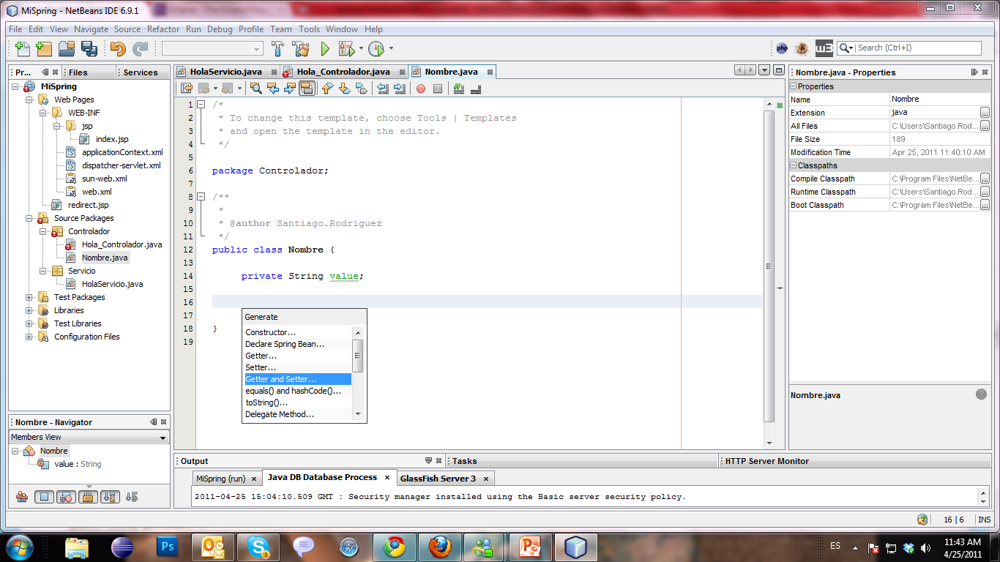 MiSpring - NetBeans IDE 6.9.1
File Edit View Navigate Source Refactor Run Debug Profile Team Tools Window Help
php
W3
Search (Ctrl+I)
Pr... Files Services
MiSpring
Web Pages
WEB-INF
jsp
index.jsp
applicationContext.xml
dispatcher-servlet.xml
sun-web.xml
web.xml
redirect.jsp
Source Packages
Controlador
Hola_Controlador.java
Nombre.java
Servicio
HolaServicio.java
Test Packages
Libraries
Test Libraries
Configuration Files
Nombre - Navigator
Members View
Nombre
value : String
HolaServicio.java Hola_Controlador.java Nombre.java
1 /*
2 * To change this template, choose Tools | Templates
3 * and open the template in the editor.
4 */
5
6 package Controlador;
7
8 /**
9 *
10 * @author Santiago.Rodriguez
11 */
12 public class Nombre {
13
14 private String value;
15
16
17
18 }
19
Generate
Constructor...
Declare Spring Bean...
Getter...
Setter...
Getter and Setter...
equals() and hashCode()...
toString()...
Delegate Method...
Nombre.java - Properties
Properties
Name Nombre
Extension java
All Files C:\Users\Santiago.Rod...
File Size 189
Modification Time Apr 25, 2011 11:40:10 AM
Classpaths
Compile Classpath C:\Program Files\NetBe...
Runtime Classpath C:\Users\Santiago.Rod...
Boot Classpath C:\Program Files\NetBe...
Nombre.java
Output Tasks HTTP Server Monitor
MiSpring (run) Java DB Database Process GlassFish Server 3
2011-04-25 15:04:10.509 GMT : Security manager installed using the Basic server security policy.
16 | 6 INS
Ps
ES
11:43 AM
4/25/2011